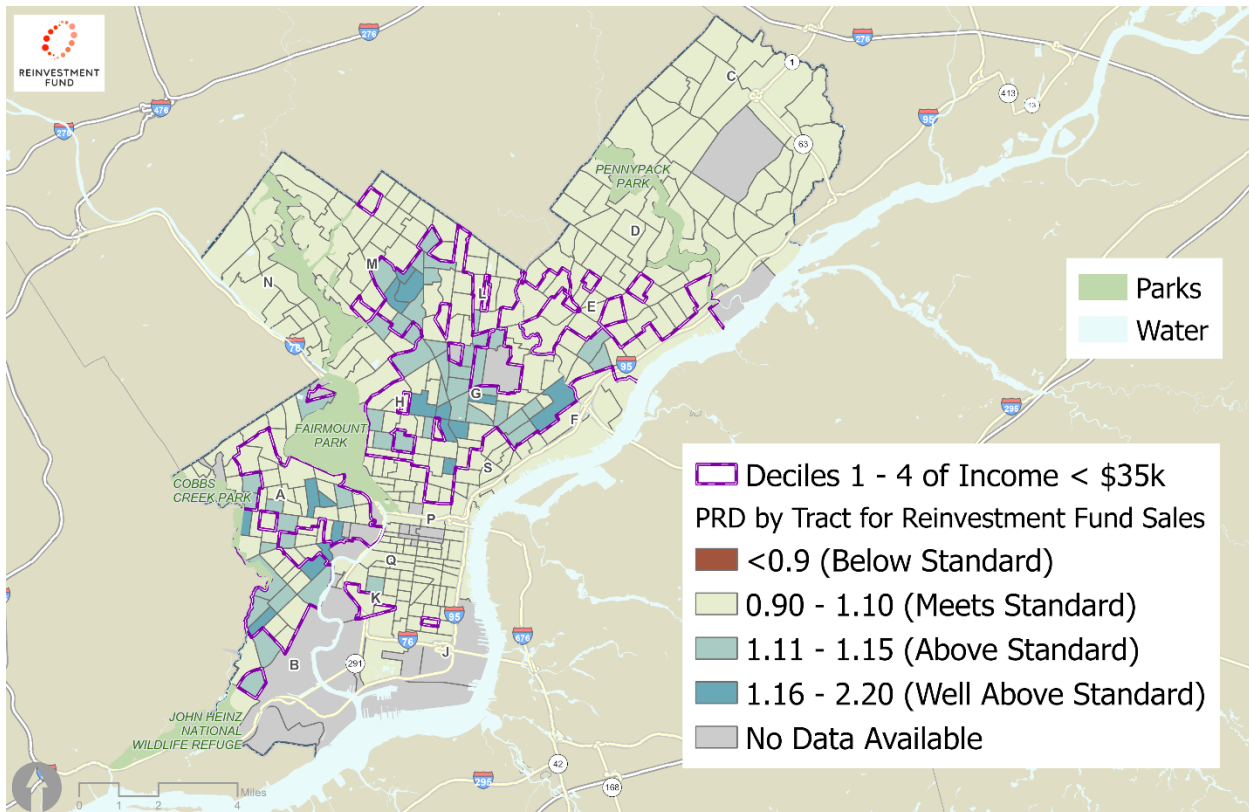 REINVESTMENT
FUND
276
276
476
276
1
C
413
13
95
63
PENNYPACK
PARK
D
M
N
L
E
76
95
G
H
F
295
FAIRMOUNT
PARK
S
COBBS
CREEK PARK
A
P
Q
K
95
76
J
676
B
291
JOHN HEINZ
NATIONAL
WILDLIFE REFUGE
42
295
168
0 1 2 4
Miles
Parks
Water
Deciles 1 - 4 of Income < $35k
PRD by Tract for Reinvestment Fund Sales
<0.9 (Below Standard)
0.90 - 1.10 (Meets Standard)
1.11 - 1.15 (Above Standard)
1.16 - 2.20 (Well Above Standard)
No Data Available